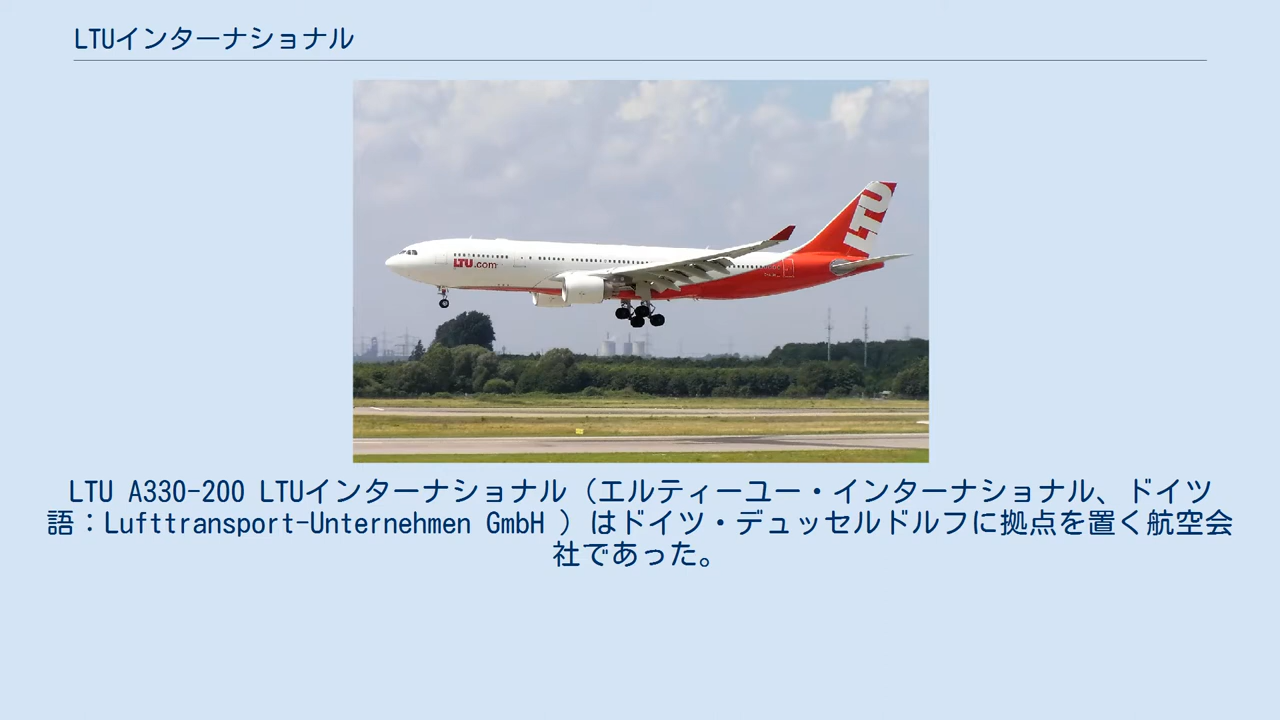 LTUインターナショナル
LTU.com
LTU
LTU A330-200 LTUインターナショナル（エルティーユー・インターナショナル、ドイツ
語：Lufttransport-Unternehmen GmbH ）はドイツ・デュッセルドルフに拠点を置く航空会
社であった。